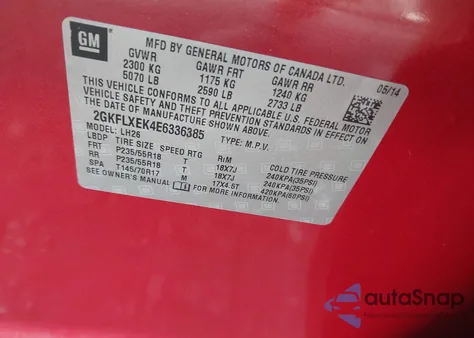 GM
MFD BY GENERAL MOTORS OF CANADA LTD.
05/14
GVWR GAWR FRT GAWR RR
2300 KG 1175 KG 1240 KG
5070 LB 2590 LB 2733 LB
THIS VEHICLE CONFORMS TO ALL APPLICABLE U.S. FEDERAL MOTOR
VEHICLE SAFETY AND THEFT PREVENTION STANDARDS IN EFFECT ON THE
DATE OF MANUFACTURE SHOWN ABOVE.
2GKFLXEK4E6336385 TYPE: M.P.V.
MODEL: LH26
LBDP TIRE SIZE SPEED RTG RIM COLD TIRE PRESSURE
FRT P235/55R18 T 18X7J 240KPA(35PSI)
RR P235/55R18 T 18X7J 240KPA(35PSI)
SPA T145/70R17 M 17X4.5T 420KPA(60PSI)
SEE OWNER'S MANUAL
autoSnap